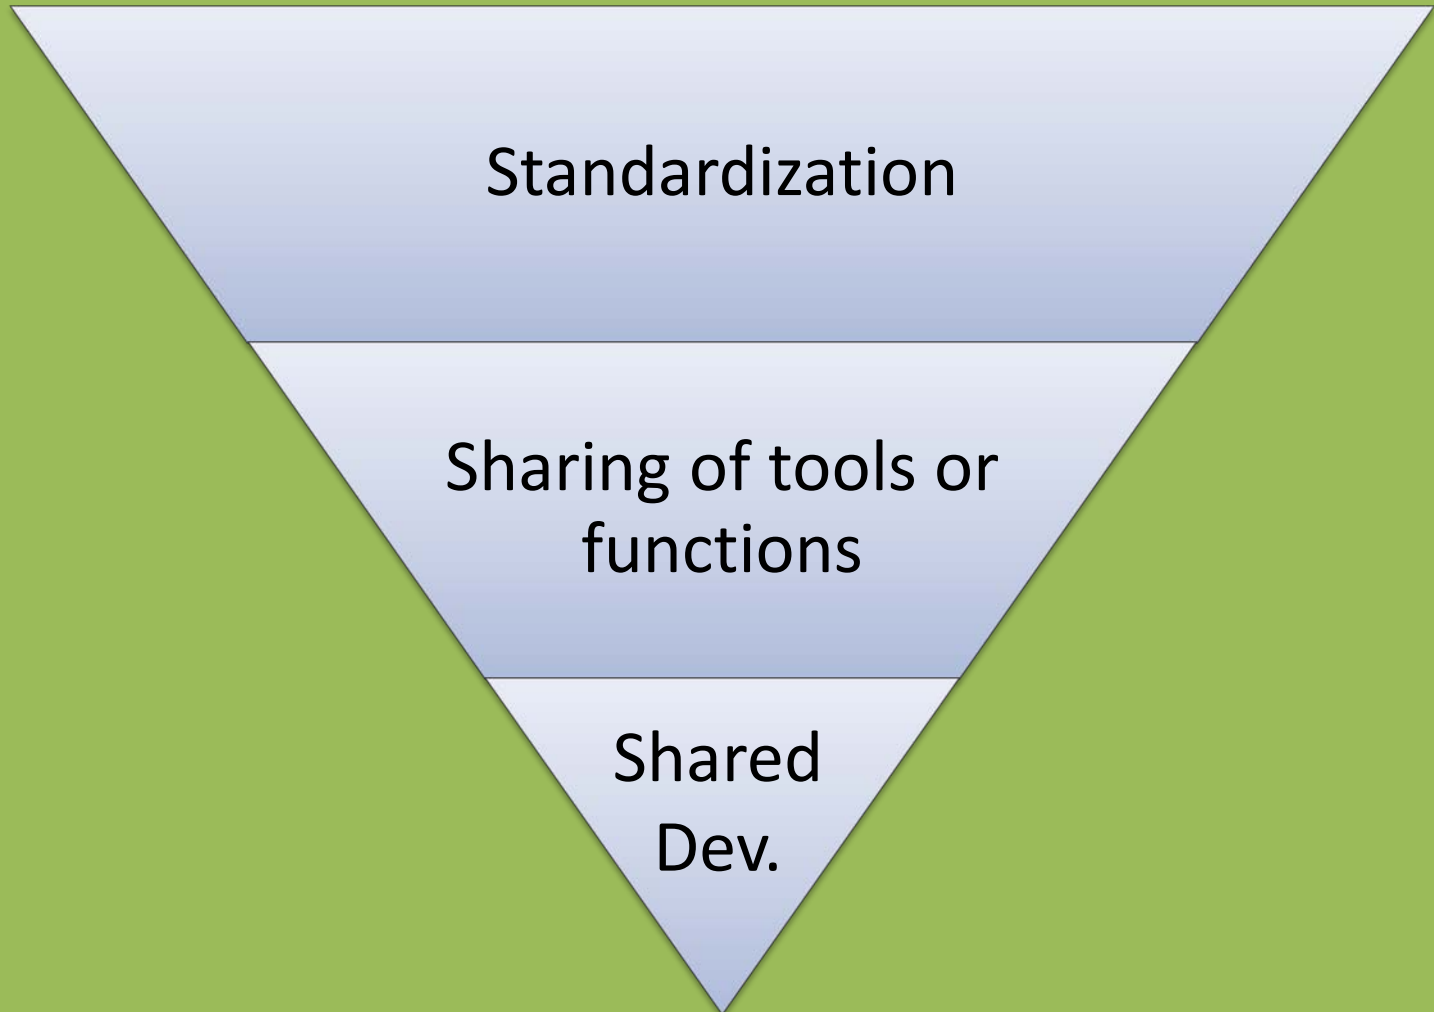 Standardization
Sharing of tools or
functions
Shared
Dev.